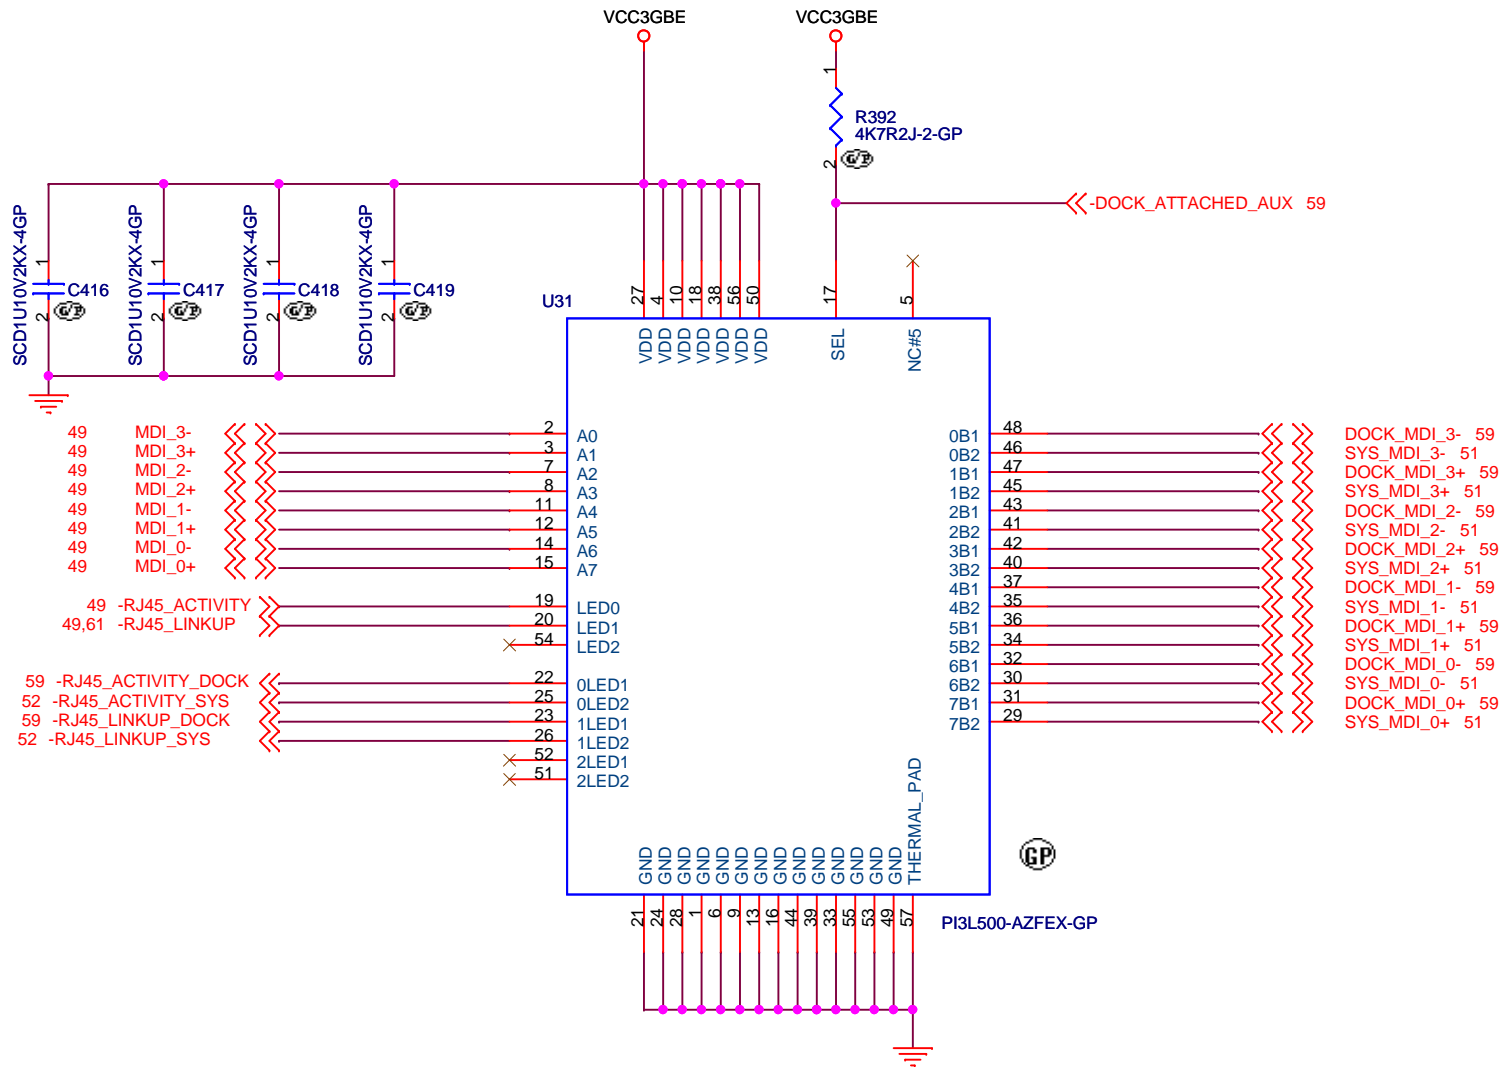 VCC3GBE
VCC3GBE
1
R392
4K7R2J-2-GP
2
G/P
-DOCK_ATTACHED_AUX 59
SCD1U10V2KX-4GP
1
C416
2
G/P
SCD1U10V2KX-4GP
1
C417
2
G/P
SCD1U10V2KX-4GP
1
C418
2
G/P
SCD1U10V2KX-4GP
1
C419
2
G/P
U31
27 4 10 18 38 56 50 17 5
VDD VDD VDD VDD VDD VDD VDD SEL NC#5
49 MDI_3- 2 A0
49 MDI_3+ 3 A1
49 MDI_2- 7 A2
49 MDI_2+ 8 A3
49 MDI_1- 11 A4
49 MDI_1+ 12 A5
49 MDI_0- 14 A6
49 MDI_0+ 15 A7
49 -RJ45_ACTIVITY 19 LED0
49,61 -RJ45_LINKUP 20 LED1
54 LED2
59 -RJ45_ACTIVITY_DOCK 22 0LED1
52 -RJ45_ACTIVITY_SYS 25 0LED2
59 -RJ45_LINKUP_DOCK 23 1LED1
52 -RJ45_LINKUP_SYS 26 1LED2
52 2LED1
51 2LED2
0B1 48 DOCK_MDI_3- 59
0B2 46 SYS_MDI_3- 51
1B1 47 DOCK_MDI_3+ 59
1B2 45 SYS_MDI_3+ 51
2B1 43 DOCK_MDI_2- 59
2B2 41 SYS_MDI_2- 51
3B1 42 DOCK_MDI_2+ 59
3B2 40 SYS_MDI_2+ 51
4B1 37 DOCK_MDI_1- 59
4B2 35 SYS_MDI_1- 51
5B1 36 DOCK_MDI_1+ 59
5B2 34 SYS_MDI_1+ 51
6B1 32 DOCK_MDI_0- 59
6B2 30 SYS_MDI_0- 51
7B1 31 DOCK_MDI_0+ 59
7B2 29 SYS_MDI_0+ 51
GND GND GND GND GND GND GND GND GND GND GND GND GND GND THERMAL_PAD
21 24 28 1 6 9 13 16 44 39 33 55 53 49 57
GP
PI3L500-AZFEX-GP